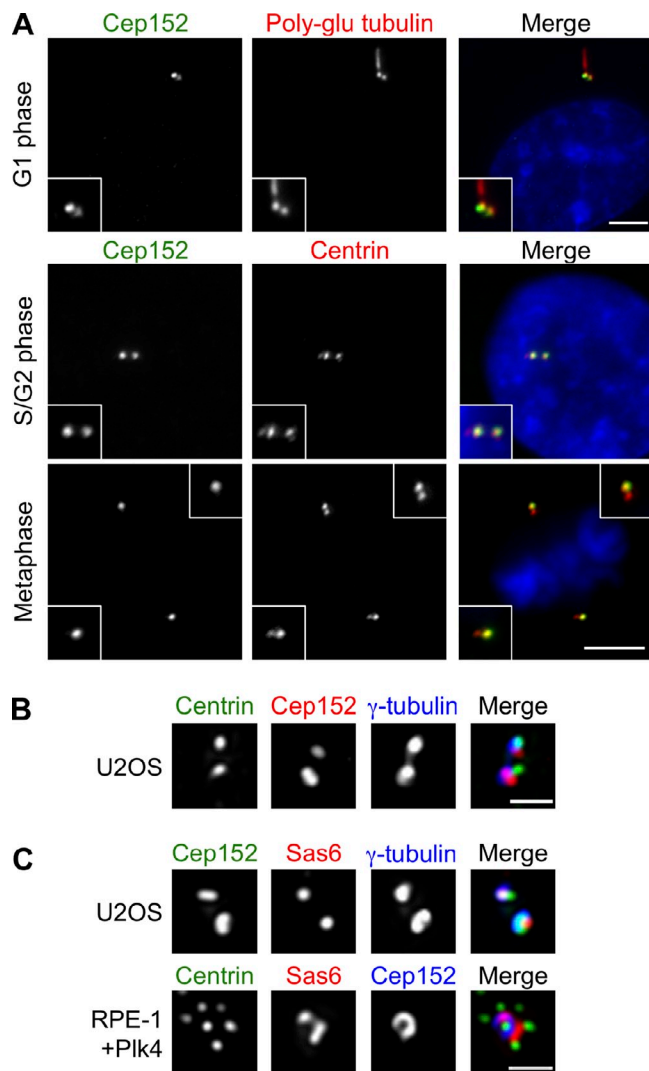 A
Cep152 Poly-glu tubulin Merge
G1 phase
Cep152 Centrin Merge
S/G2 phase
Metaphase
B
Centrin Cep152 γ-tubulin Merge
U2OS
C
Cep152 Sas6 γ-tubulin Merge
U2OS
Centrin Sas6 Cep152 Merge
RPE-1
+Plk4